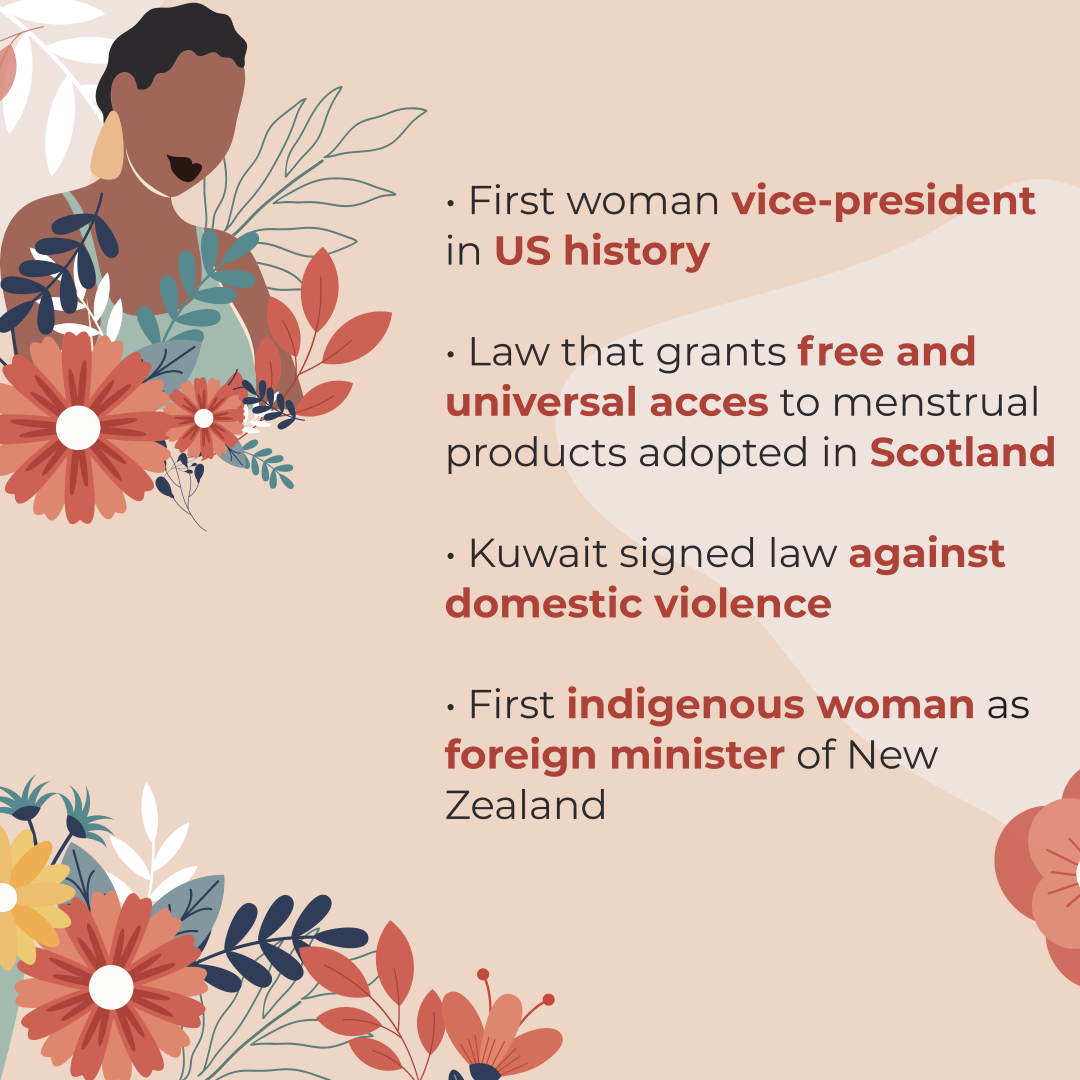 • First woman vice-president
in US history
• Law that grants free and
universal acces to menstrual
products adopted in Scotland
• Kuwait signed law against
domestic violence
• First indigenous woman as
foreign minister of New
Zealand